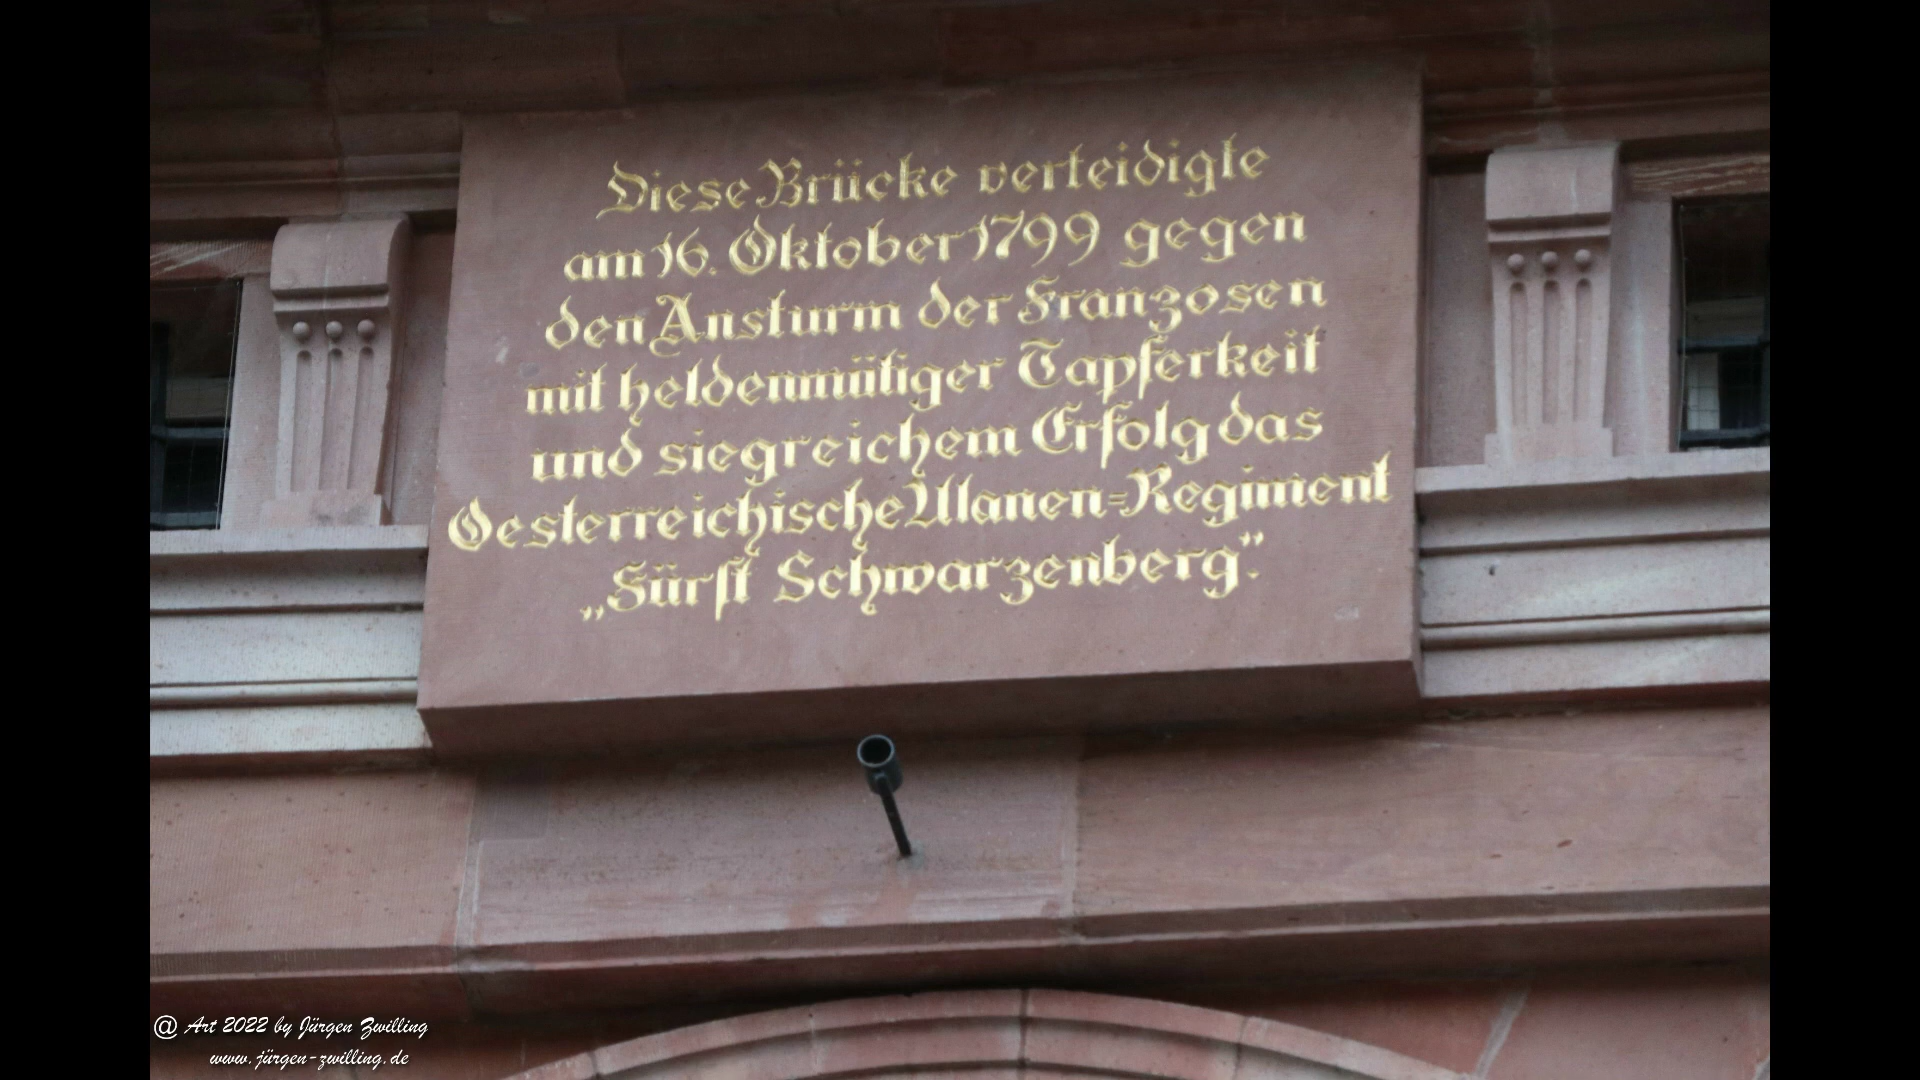 Diese Brücke verteidigte
am 16. Oktober 1799 gegen
den Ansturm der Franzosen
mit heldenmütiger Tapferkeit
und siegreichem Erfolg das
Oesterreichische Ulanen=Regiment
„Fürst Schwarzenberg".
@ Art 2022 by Jürgen Zwilling
www.jürgen-zwilling.de